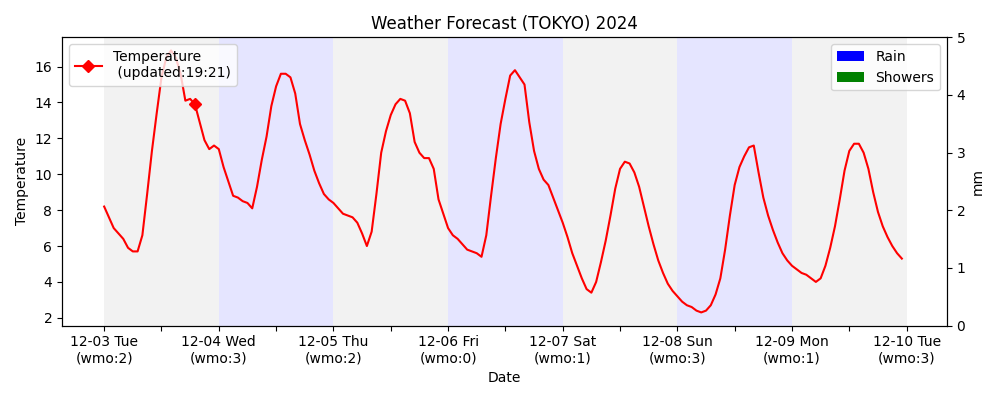 Weather Forecast (TOKYO) 2024
Temperature
(updated:19:21)
Rain
Showers
16
14
12
10
8
6
4
2
Temperature
5
4
3
2
1
0
mm
12-03 Tue
(wmo:2)
12-04 Wed
(wmo:3)
12-05 Thu
(wmo:2)
12-06 Fri
(wmo:0)
12-07 Sat
(wmo:1)
12-08 Sun
(wmo:3)
12-09 Mon
(wmo:1)
12-10 Tue
(wmo:3)
Date